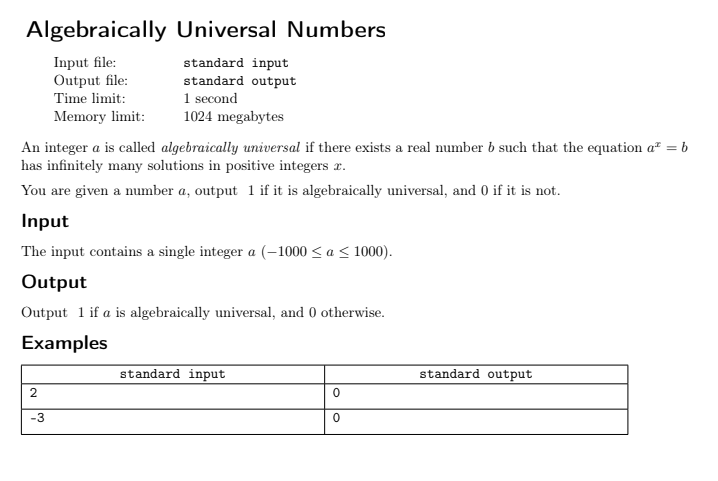 Algebraically Universal Numbers
Input file: standard input
Output file: standard output
Time limit: 1 second
Memory limit: 1024 megabytes
An integer a is called algebraically universal if there exists a real number b such that the equation a^x = b
has infinitely many solutions in positive integers x.
You are given a number a, output 1 if it is algebraically universal, and 0 if it is not.
Input
The input contains a single integer a (−1000 ≤ a ≤ 1000).
Output
Output 1 if a is algebraically universal, and 0 otherwise.
Examples
standard input standard output
2 0
-3 0